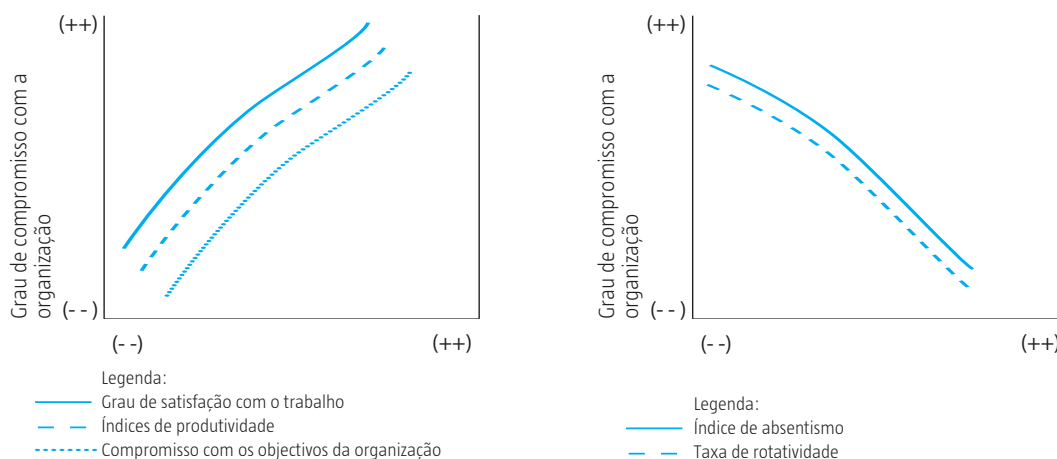 (++)
Grau de compromisso com a
organização
(- -)
(- -)
(++)
Legenda:
Grau de satisfação com o trabalho
Índices de produtividade
Compromisso com os objectivos da organização
(++)
Grau de compromisso com a
organização
(- -)
(- -)
(++)
Legenda:
Índice de absentismo
Taxa de rotatividade